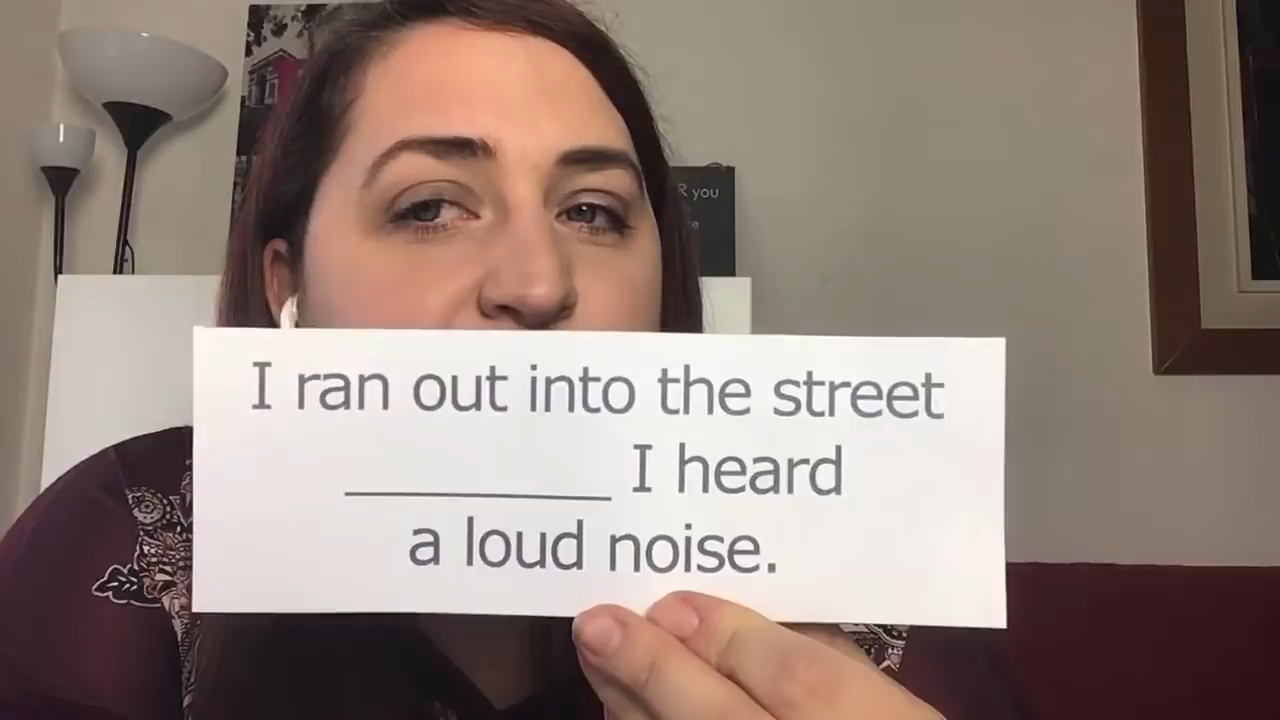 R you
I ran out into the street
__________ I heard
a loud noise.